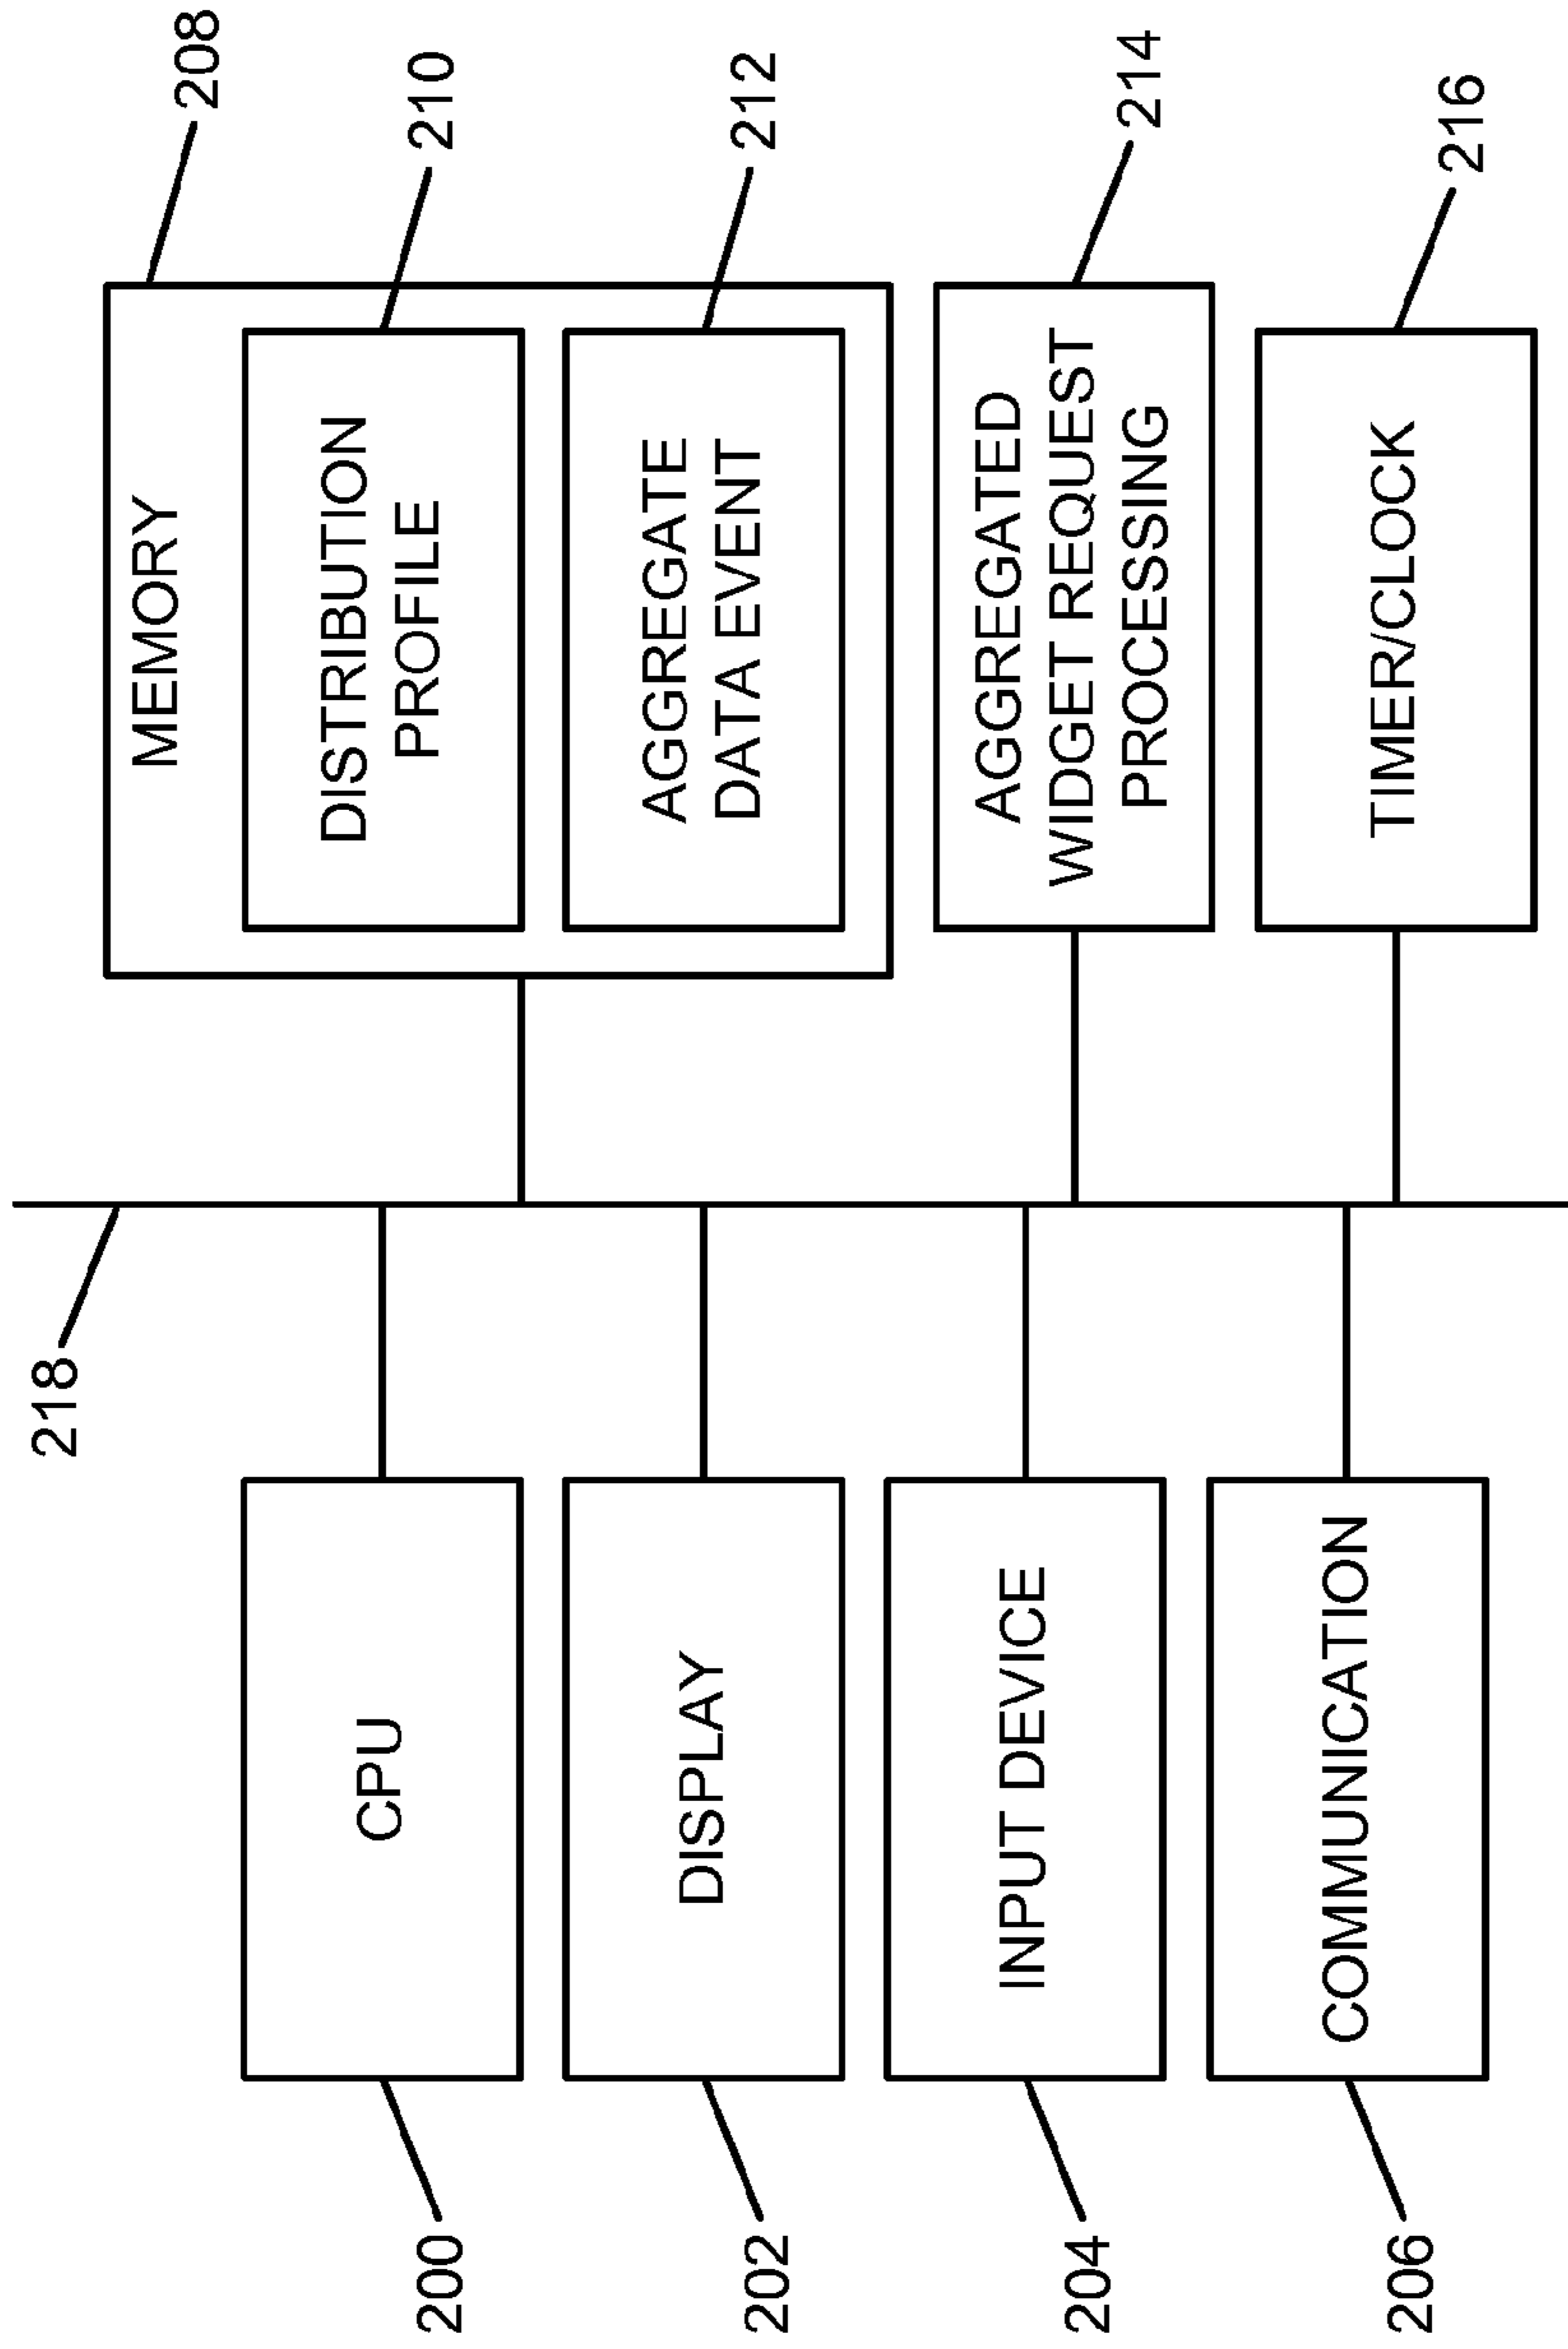 218
200
CPU
202
DISPLAY
204
INPUT DEVICE
206
COMMUNICATION
MEMORY
208
DISTRIBUTION
PROFILE
210
AGGREGATE
DATA EVENT
212
AGGREGATED
WIDGET REQUEST
PROCESSING
214
TIMER/CLOCK
216